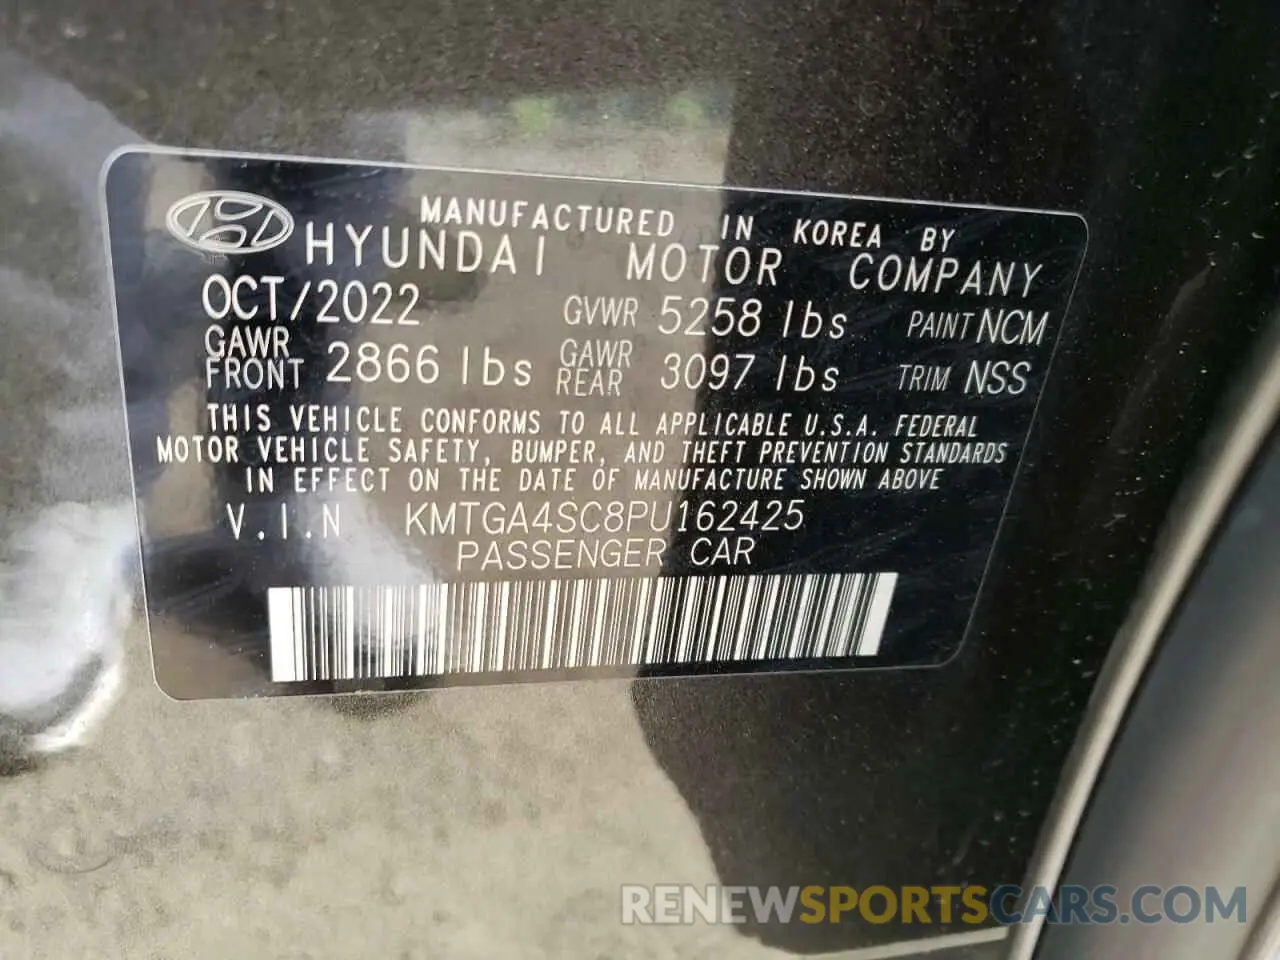 MANUFACTURED IN KOREA BY
HYUNDAI MOTOR COMPANY
OCT/2022 GVWR 5258 lbs PAINT NCM
GAWR FRONT 2866 lbs GAWR REAR 3097 lbs TRIM NSS
THIS VEHICLE CONFORMS TO ALL APPLICABLE U.S.A. FEDERAL
MOTOR VEHICLE SAFETY, BUMPER, AND THEFT PREVENTION STANDARDS
IN EFFECT ON THE DATE OF MANUFACTURE SHOWN ABOVE
V.I.N KMTGA4SC8PU162425
PASSENGER CAR
RENEWSPORTSCARS.COM